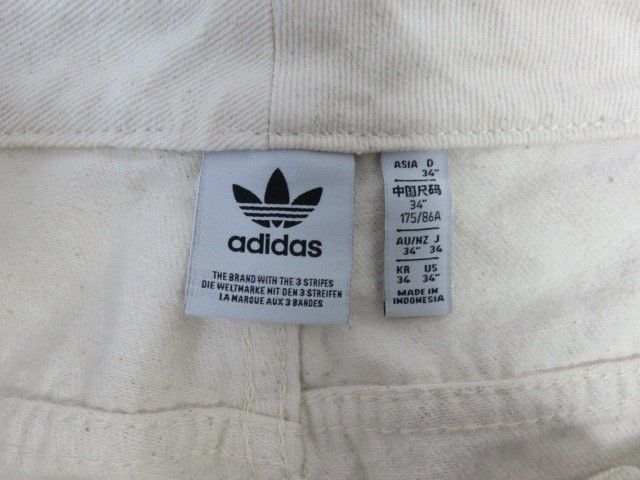 adidas
THE BRAND WITH THE 3 STRIPES
DIE WELTMARKE MIT DEN 3 STREIFEN
LA MARQUE AUX 3 BANDES
ASIA D
34"
中国尺码
34"
175/86A
AU/NZ J
34" 34
KR US
34 34"
MADE IN
INDONESIA